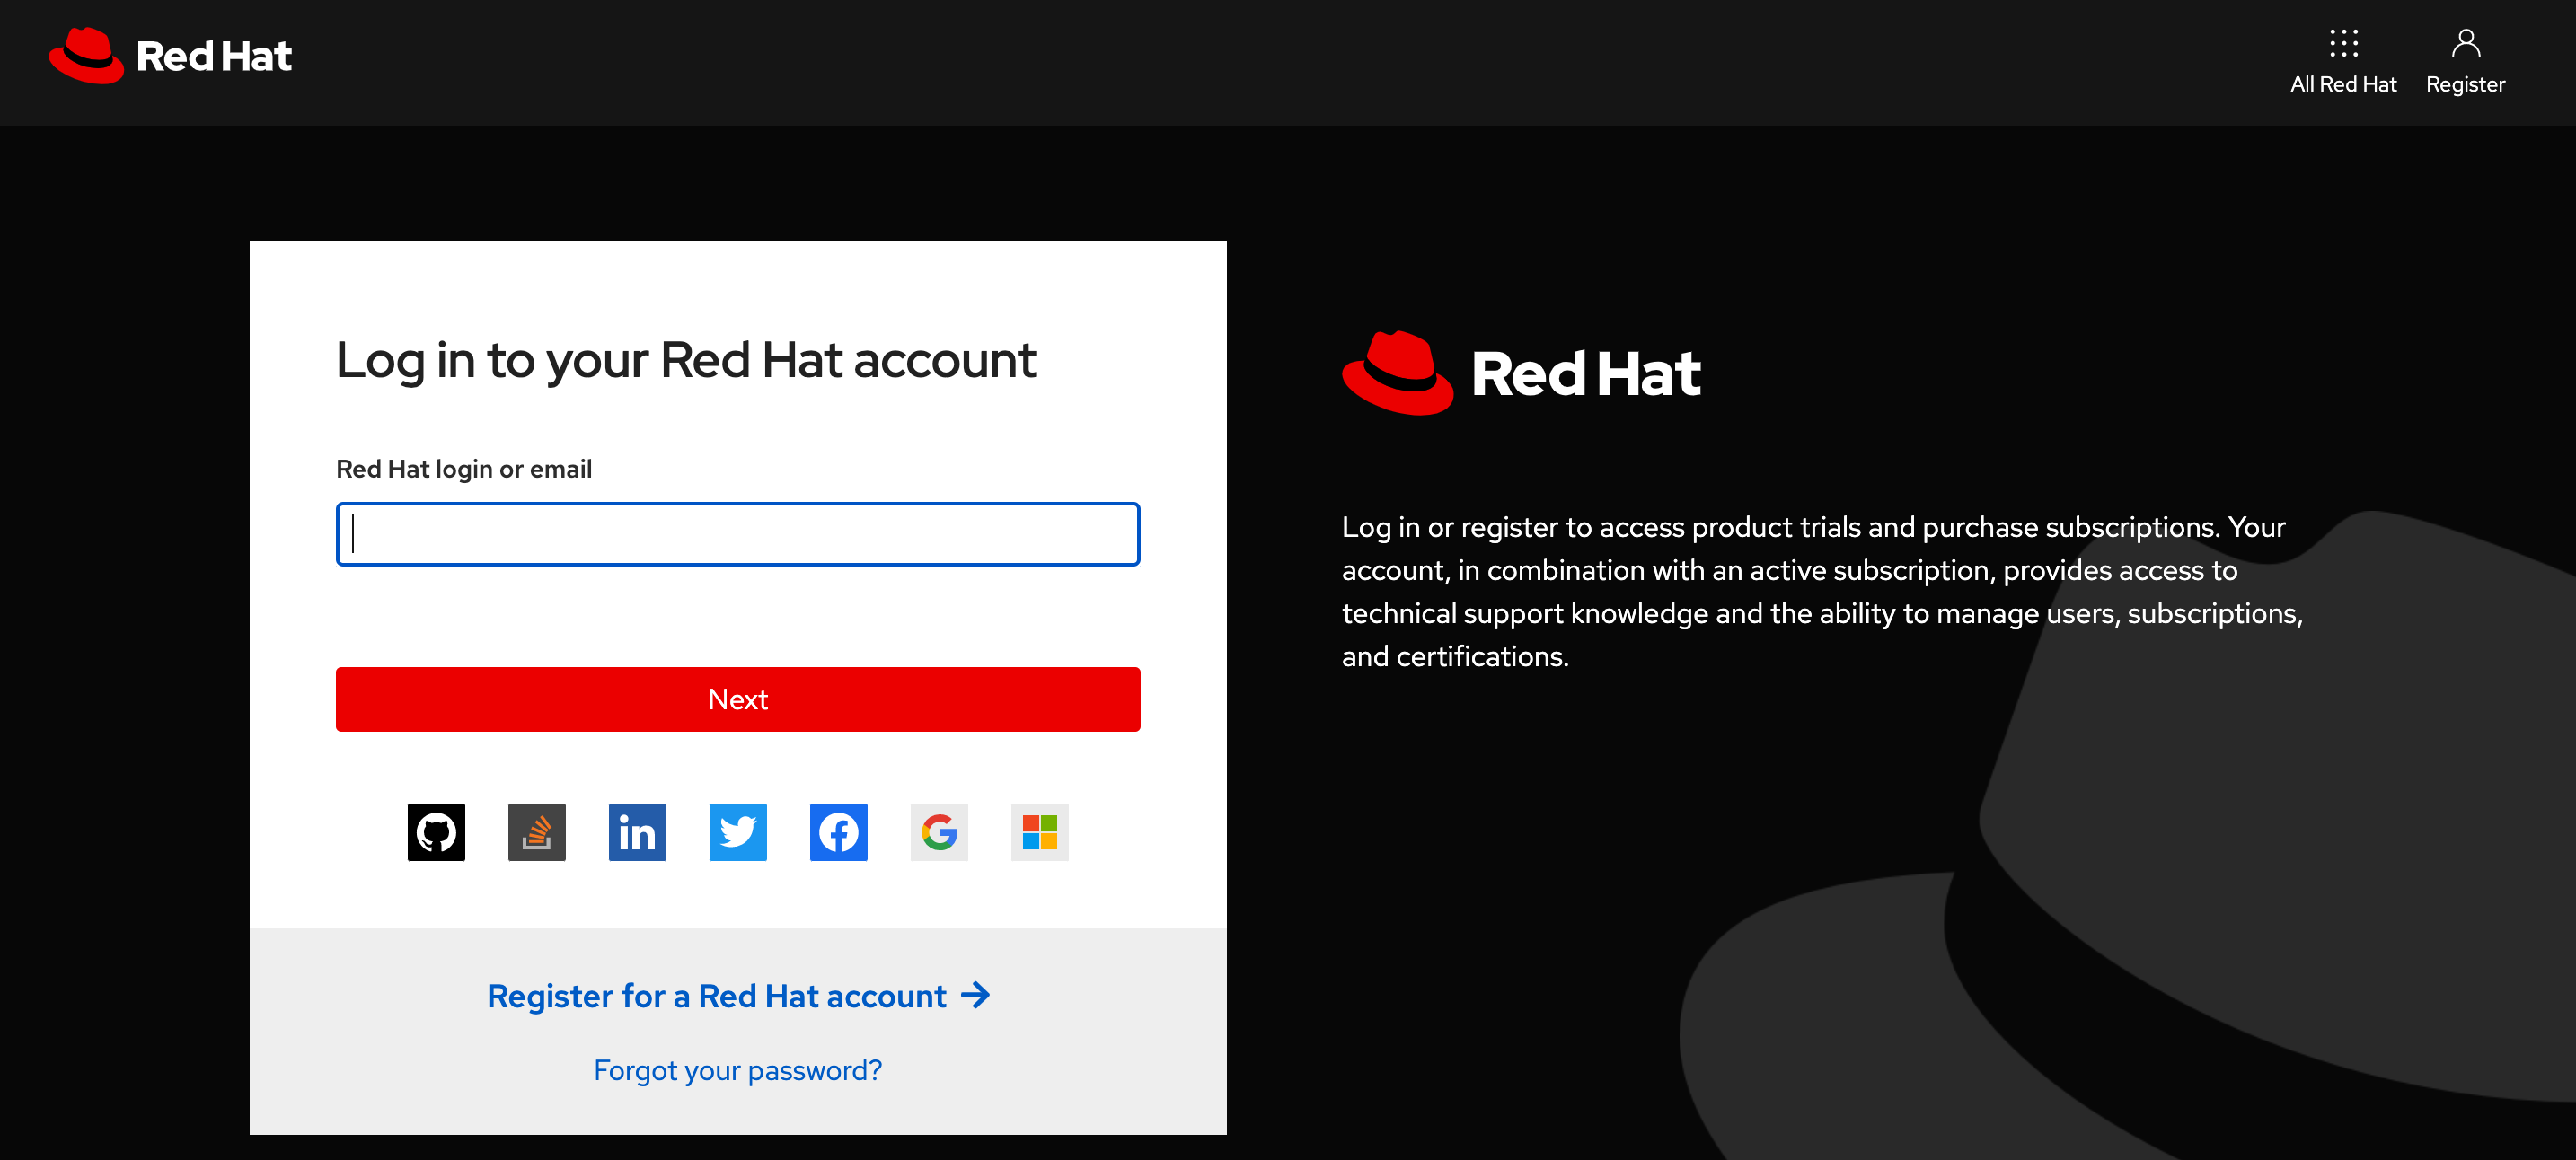 Red Hat
All Red Hat
Register
Log in to your Red Hat account
Red Hat login or email
Next
Register for a Red Hat account
Forgot your password?
Red Hat
Log in or register to access product trials and purchase subscriptions. Your
account, in combination with an active subscription, provides access to
technical support knowledge and the ability to manage users, subscriptions,
and certifications.